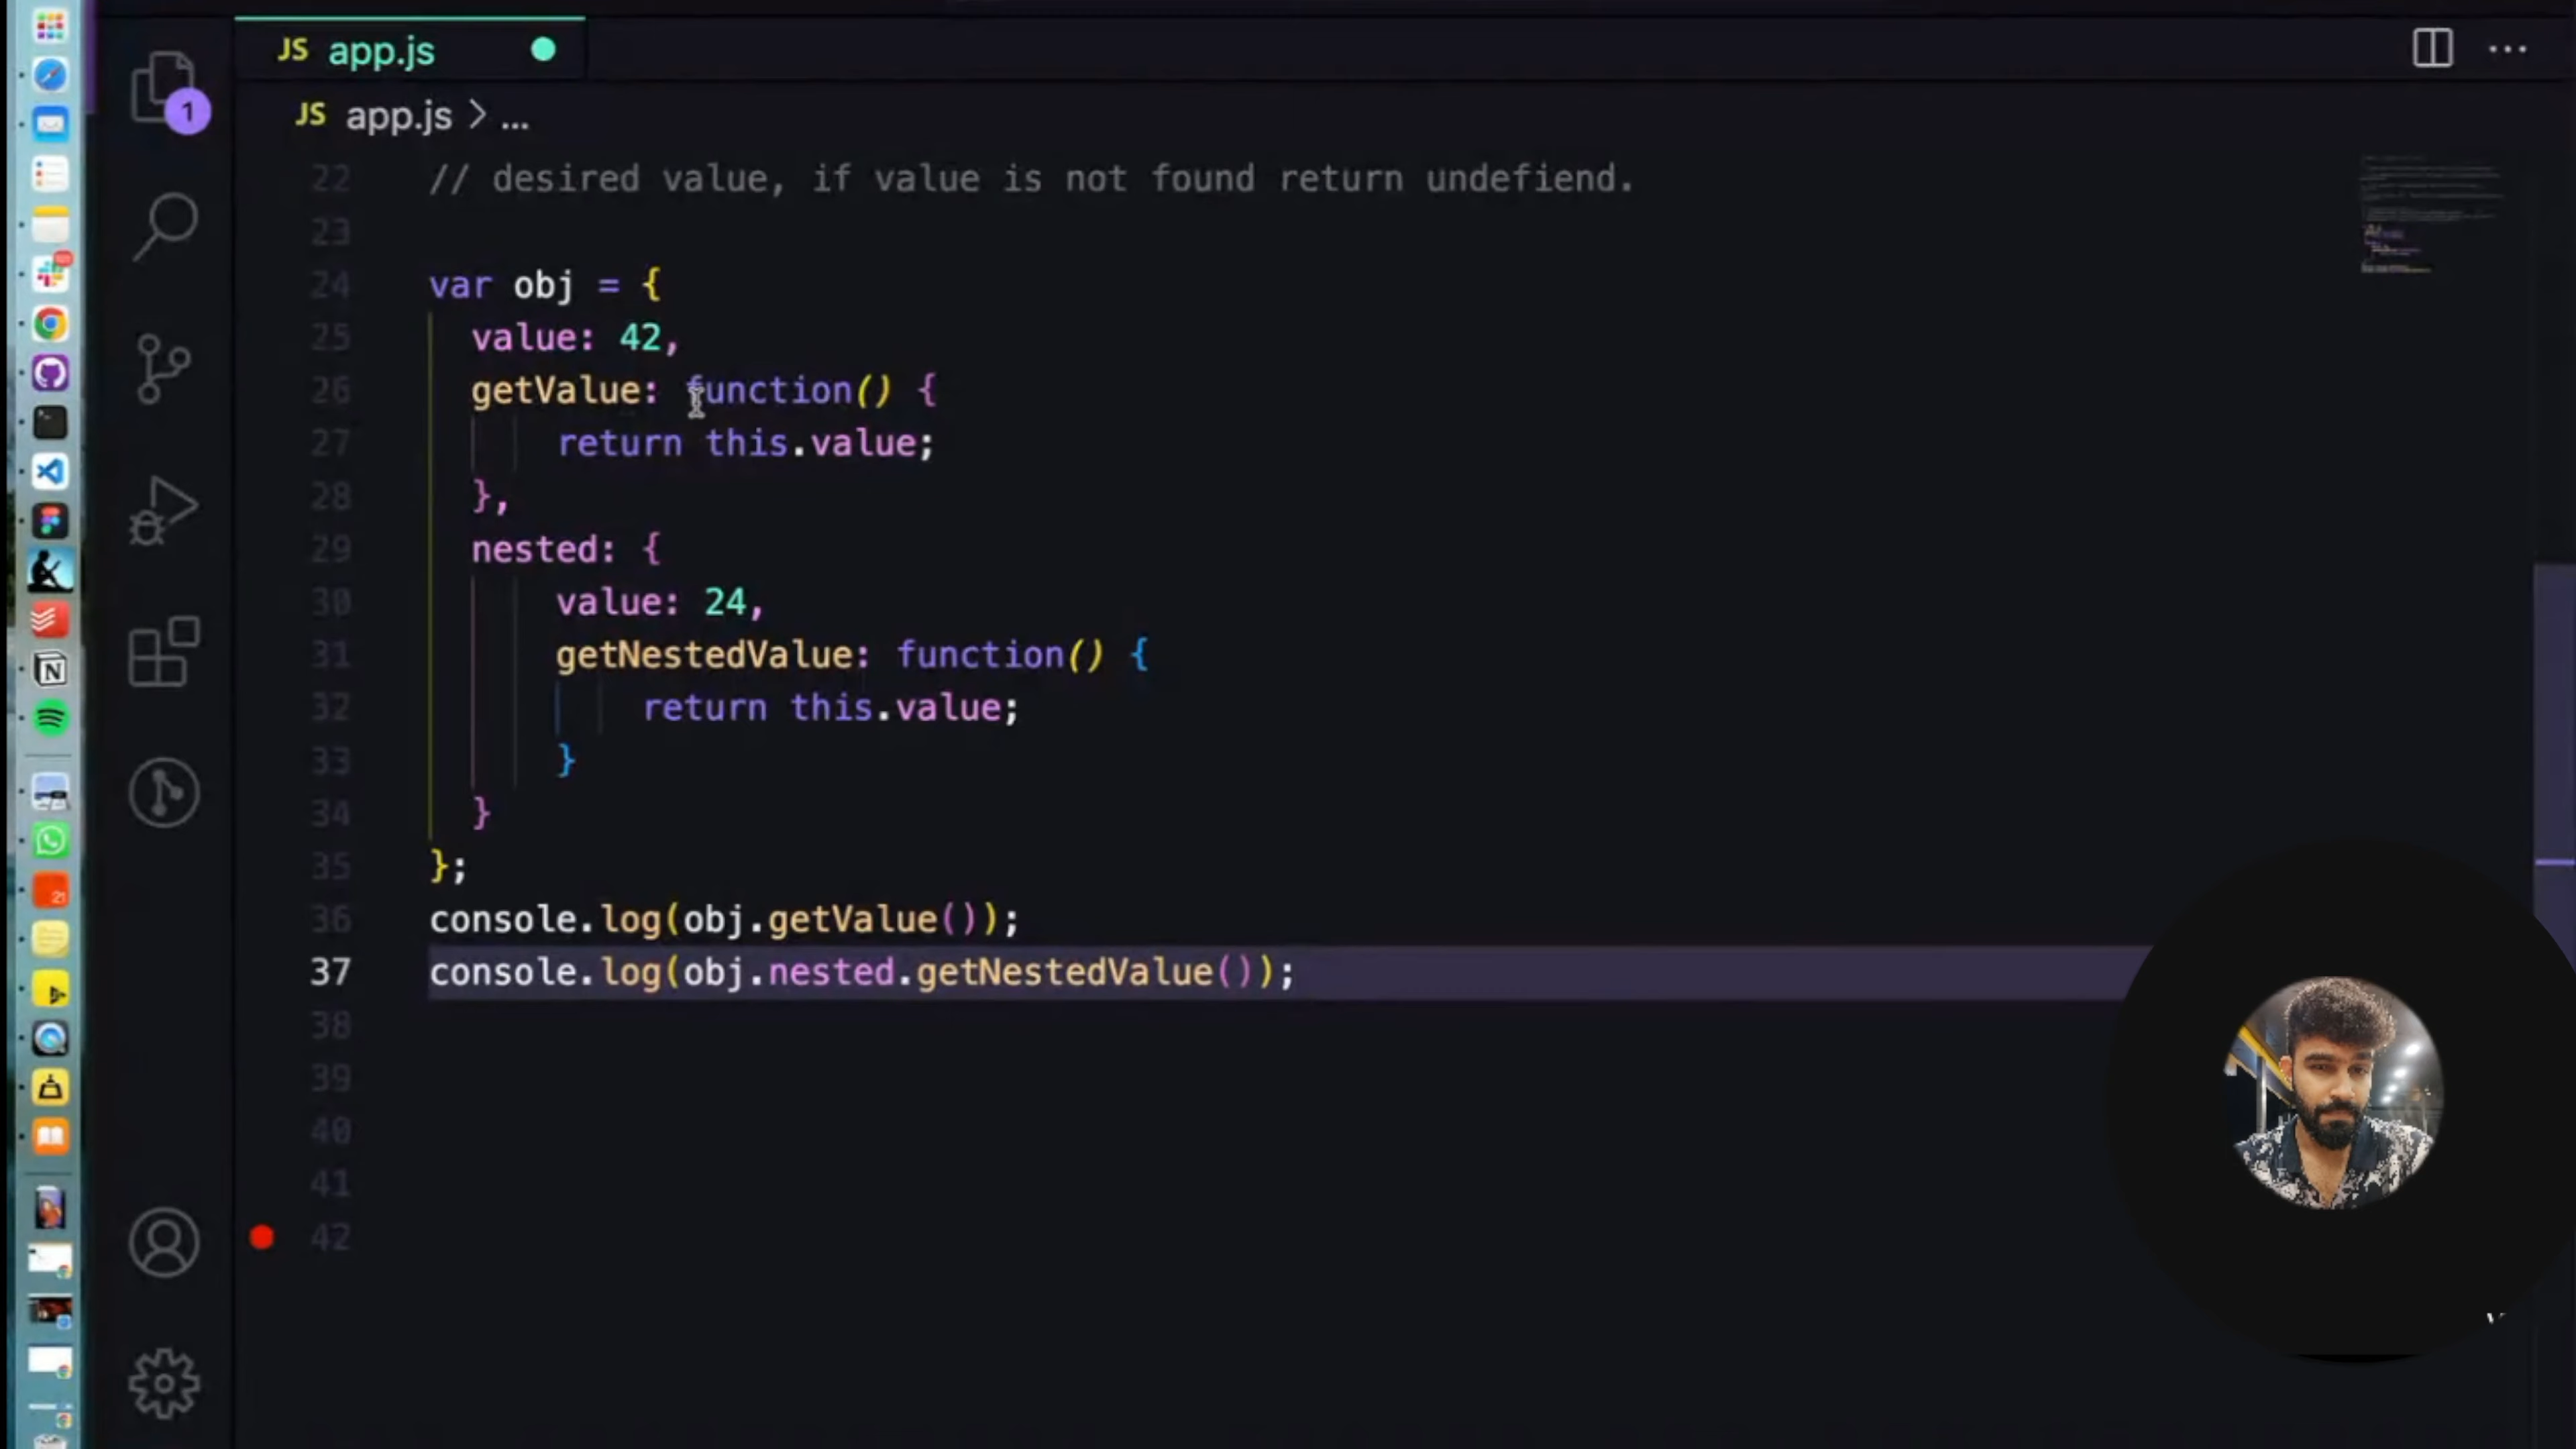 JS app.js
1
JS app.js > ...
22 // desired value, if value is not found return undefiend.
23
24 var obj = {
25 value: 42,
26 getValue: function() {
27 return this.value;
28 },
29 nested: {
30 value: 24,
31 getNestedValue: function() {
32 return this.value;
33 }
34 }
35 };
36 console.log(obj.getValue());
37 console.log(obj.nested.getNestedValue());
38
39
40
41
42
21